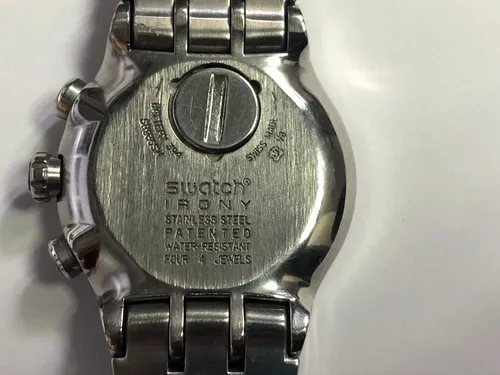 swatch®
IRONY
STAINLESS STEEL
PATENTED
WATER-RESISTANT
FOUR 4 JEWELS
SWISS MADE